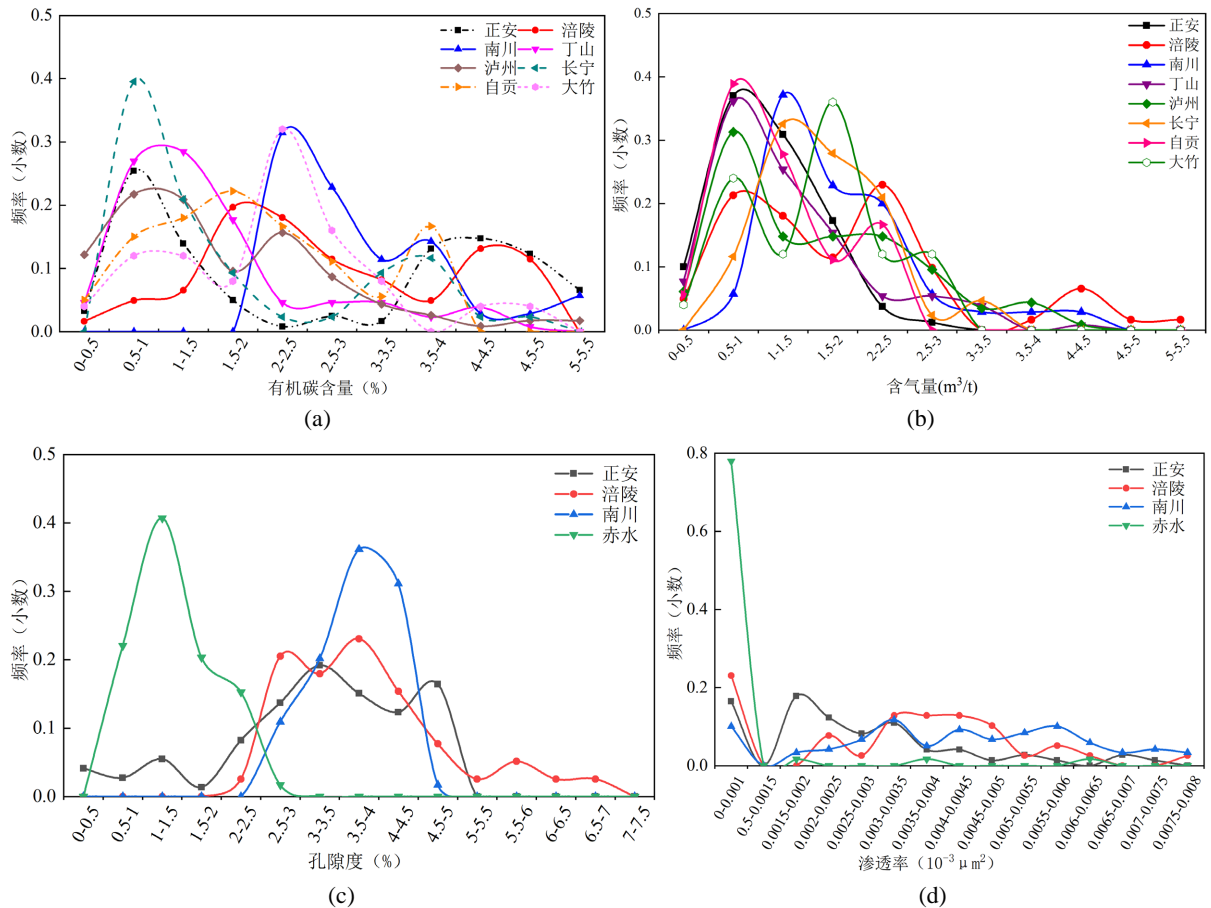 0.5
0.4
0.3
0.2
0.1
0.0
频率（小数）
正安 涪陵
南川 丁山
泸州 长宁
自贡 大竹
0-0.5 0.5-1 1-1.5 1.5-2 2-2.5 2.5-3 3-3.5 3.5-4 4-4.5 4.5-5 5-5.5
有机碳含量（%）
(a)
0.5
0.4
0.3
0.2
0.1
0.0
频率（小数）
正安
涪陵
南川
丁山
泸州
长宁
自贡
大竹
0-0.5 0.5-1 1-1.5 1.5-2 2-2.5 2.5-3 3-3.5 3.5-4 4-4.5 4.5-5 5-5.5
含气量(m³/t)
(b)
0.5
0.4
0.3
0.2
0.1
0.0
频率（小数）
正安
涪陵
南川
赤水
0-0.5 0.5-1 1-1.5 1.5-2 2-2.5 2.5-3 3-3.5 3.5-4 4-4.5 4.5-5 5-5.5 5.5-6 6-6.5 6.5-7 7-7.5
孔隙度（%）
(c)
0.8
0.6
0.4
0.2
0.0
频率（小数）
正安
涪陵
南川
赤水
0-0.001 0.5-0.0015 0.0015-0.002 0.002-0.0025 0.0025-0.003 0.003-0.0035 0.0035-0.004 0.004-0.0045 0.0045-0.005 0.005-0.0055 0.0055-0.006 0.006-0.0065 0.0065-0.007 0.007-0.0075 0.0075-0.008
渗透率（10⁻³μm²）
(d)